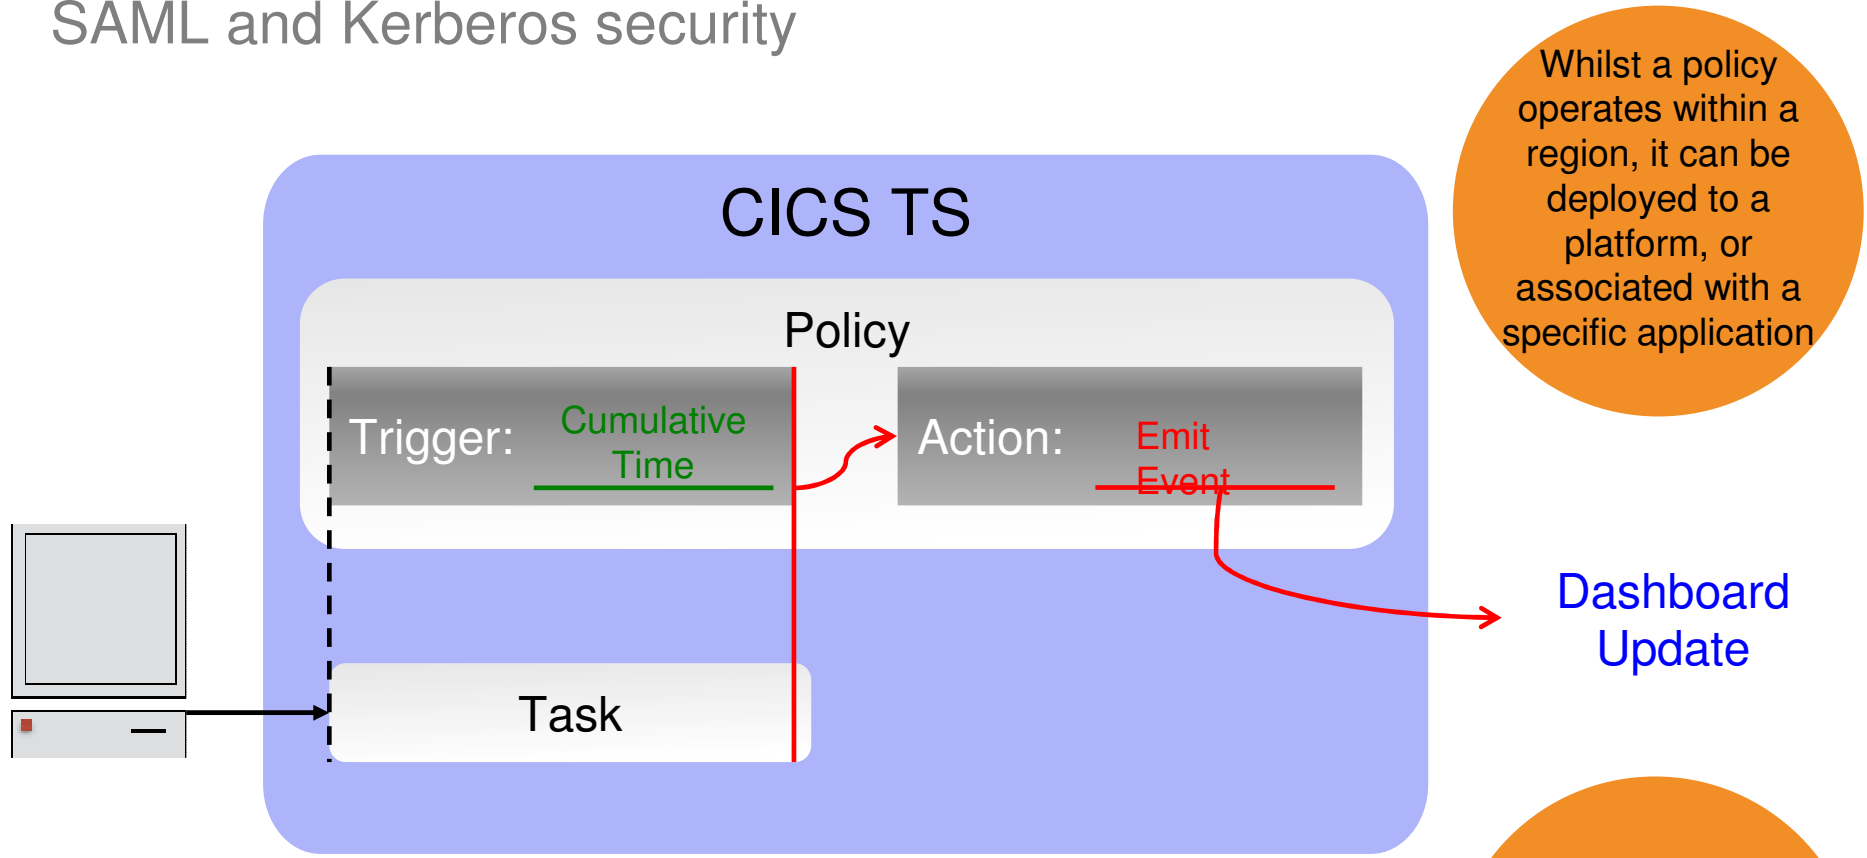 SAML and Kerberos security
Whilst a policy
operates within a
region, it can be
deployed to a
platform, or
associated with a
specific application
CICS TS
Policy
Trigger:
Cumulative
Time
Action:
Emit
Event
Dashboard
Update
Task